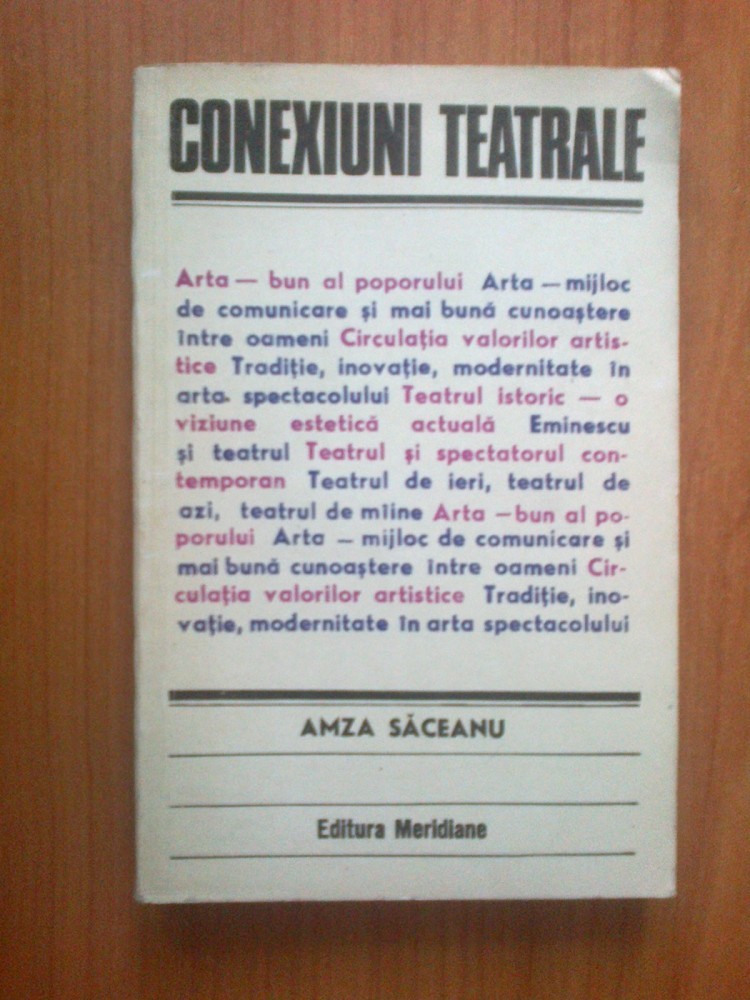 CONEXIUNI TEATRALE
Arta — bun al poporului Arta — mijloc
de comunicare și mai bună cunoaștere
între oameni Circulația valorilor artis-
tice Tradiție, inovație, modernitate în
arta spectacolului Teatrul istoric — o
viziune estetică actuală Eminescu
și teatrul Teatrul și spectatorul con-
temporan Teatrul de ieri, teatrul de
azi, teatrul de mîine Arta — bun al po-
porului Arta — mijloc de comunicare și
mai bună cunoaștere între oameni Cir-
culația valorilor artistice Tradiție, ino-
vație, modernitate în arta spectacolului
AMZA SĂCEANU
Editura Meridiane